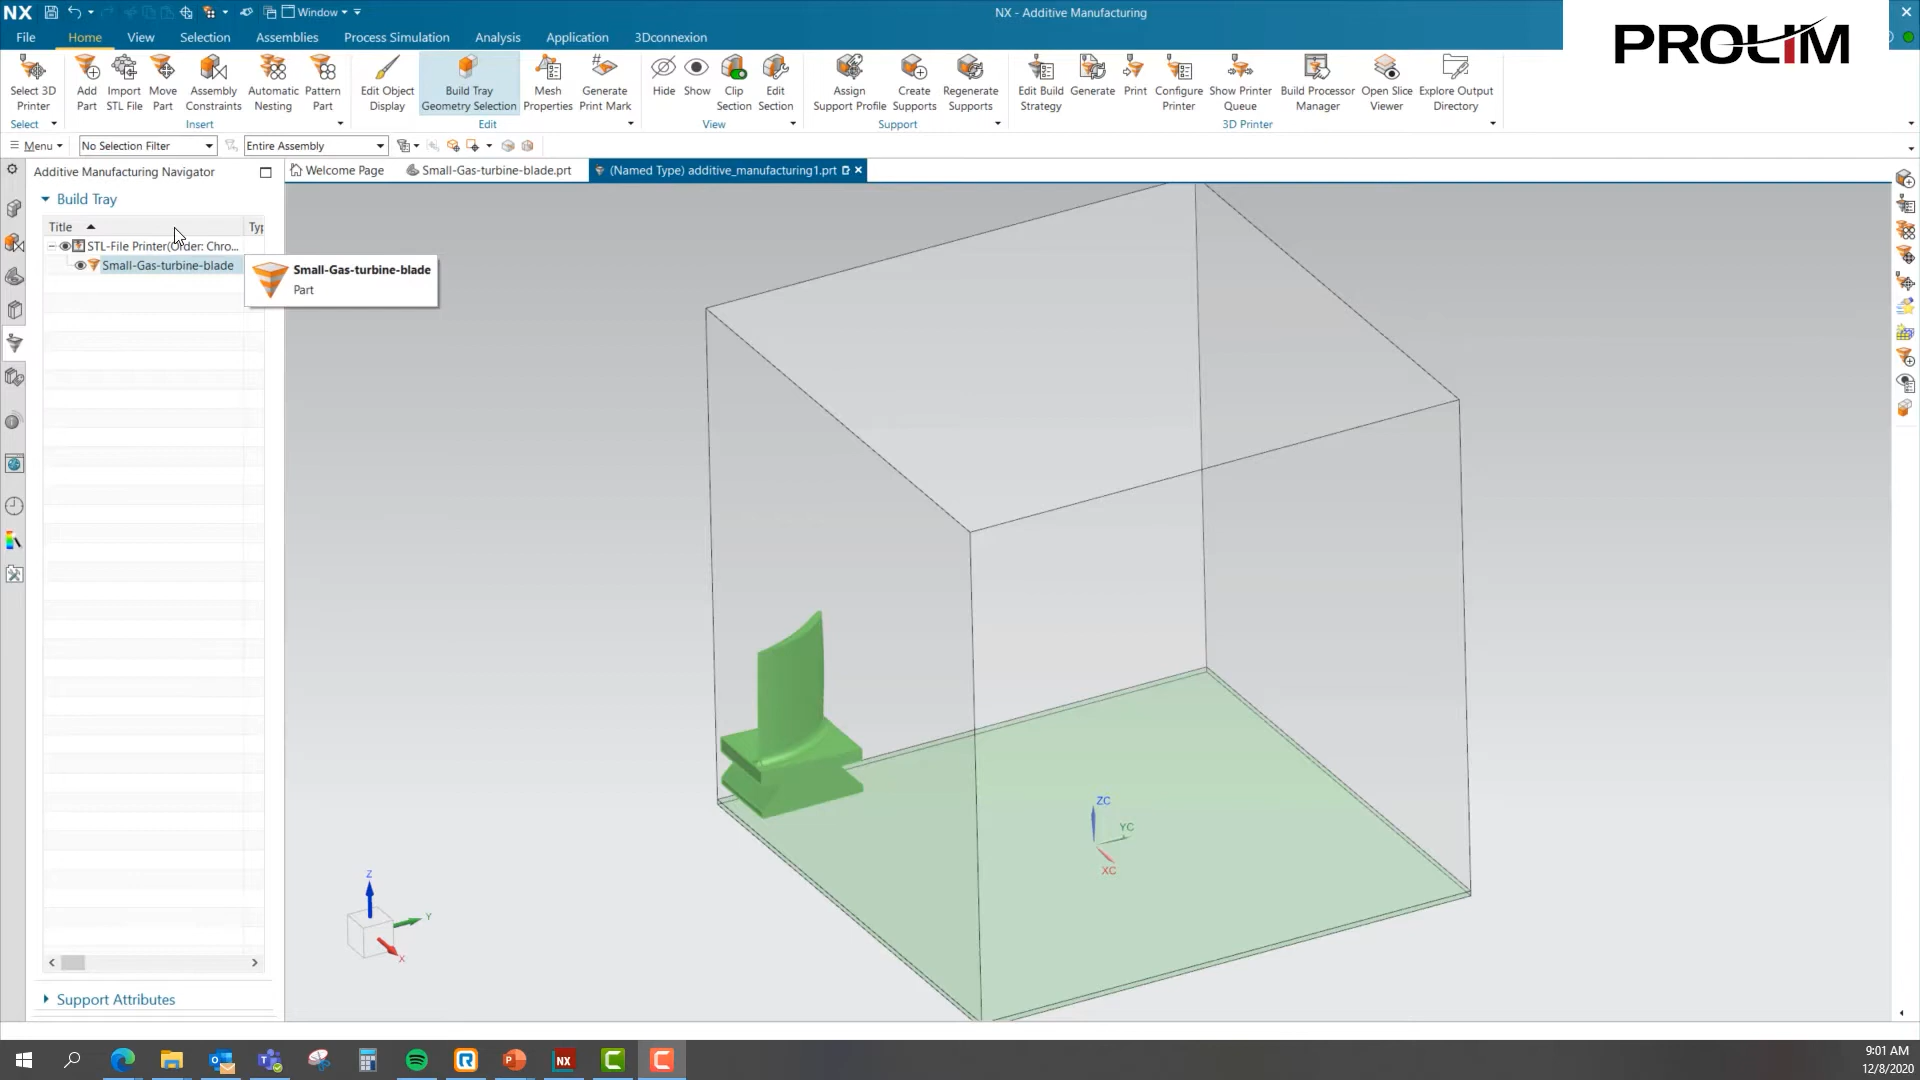 NX
Window
NX - Additive Manufacturing
PROLIM
File Home View Selection Assemblies Process Simulation Analysis Application 3Dconnexion
Select 3D Printer
Add Part
Import STL File
Move Part
Assembly Constraints
Automatic Nesting
Pattern Part
Edit Object Display
Build Tray Geometry Selection
Mesh Properties
Generate Print Mark
Hide
Show
Clip Section
Edit Section
Assign Support Profile
Create Supports
Regenerate Supports
Edit Build Strategy
Generate
Print
Configure Printer
Show Printer Queue
Build Processor Manager
Open Slice Viewer
Explore Output Directory
Select Insert Edit View Support 3D Printer
Menu No Selection Filter Entire Assembly
Additive Manufacturing Navigator
Welcome Page Small-Gas-turbine-blade.prt (Named Type) additive_manufacturing1.prt
Build Tray
Title Typ
STL-File Printer(Order: Chro...
Small-Gas-turbine-blade
Small-Gas-turbine-blade
Part
ZC
YC
XC
Z
Y
X
Support Attributes
NX
9:01 AM
12/8/2020